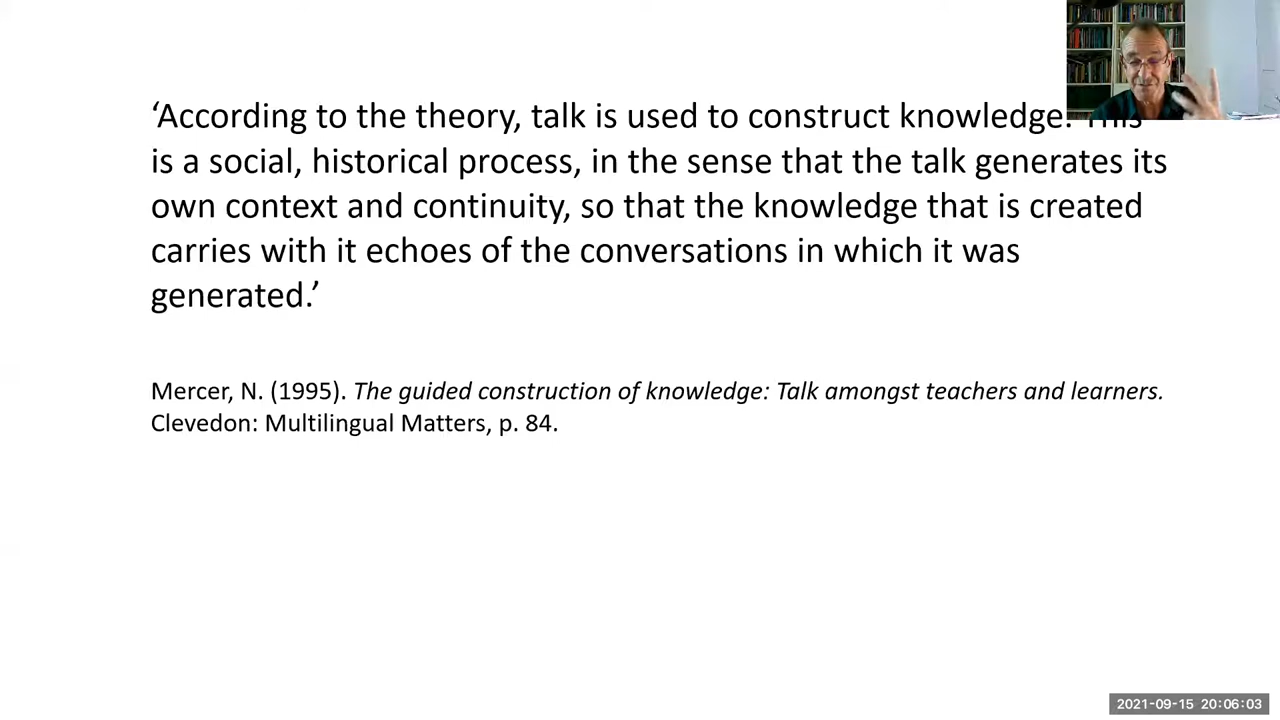 ‘According to the theory, talk is used to construct knowledge. This
is a social, historical process, in the sense that the talk generates its
own context and continuity, so that the knowledge that is created
carries with it echoes of the conversations in which it was
generated.’
Mercer, N. (1995). The guided construction of knowledge: Talk amongst teachers and learners.
Clevedon: Multilingual Matters, p. 84.
2021-09-15 20:06:03